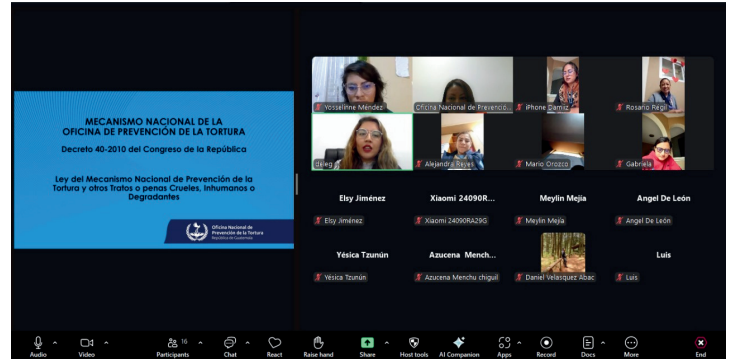 MECANISMO NACIONAL DE LA
OFICINA DE PREVENCIÓN DE LA TORTURA
Decreto 40-2010 del Congreso de la República
Ley del Mecanismo Nacional de Prevención de la
Tortura y otros Tratos o penas Crueles, Inhumanos o
Degradantes
Oficina Nacional de
Prevención de la Tortura
República de Guatemala
Yosselinne Méndez
Oficina Nacional de Prevenció...
iPhone Damiz
Rosario Regil
deleg
Alejandra Reyes
Mario Orozco
Gabriela
Elsy Jiménez
Xiaomi 24090R...
Meylin Mejía
Angel De León
Elsy Jiménez
Xiaomi 24090RA29G
Meylin Mejía
Angel De León
Yésica Tzunún
Azucena Mench...
Luis
Yésica Tzunún
Azucena Menchu chiguil
Daniel Velasquez Abac
Luis
16
Audio
Video
Participants
Chat
React
Raise hand
Share
Host tools
AI Companion
Apps
Record
Docs
More
End